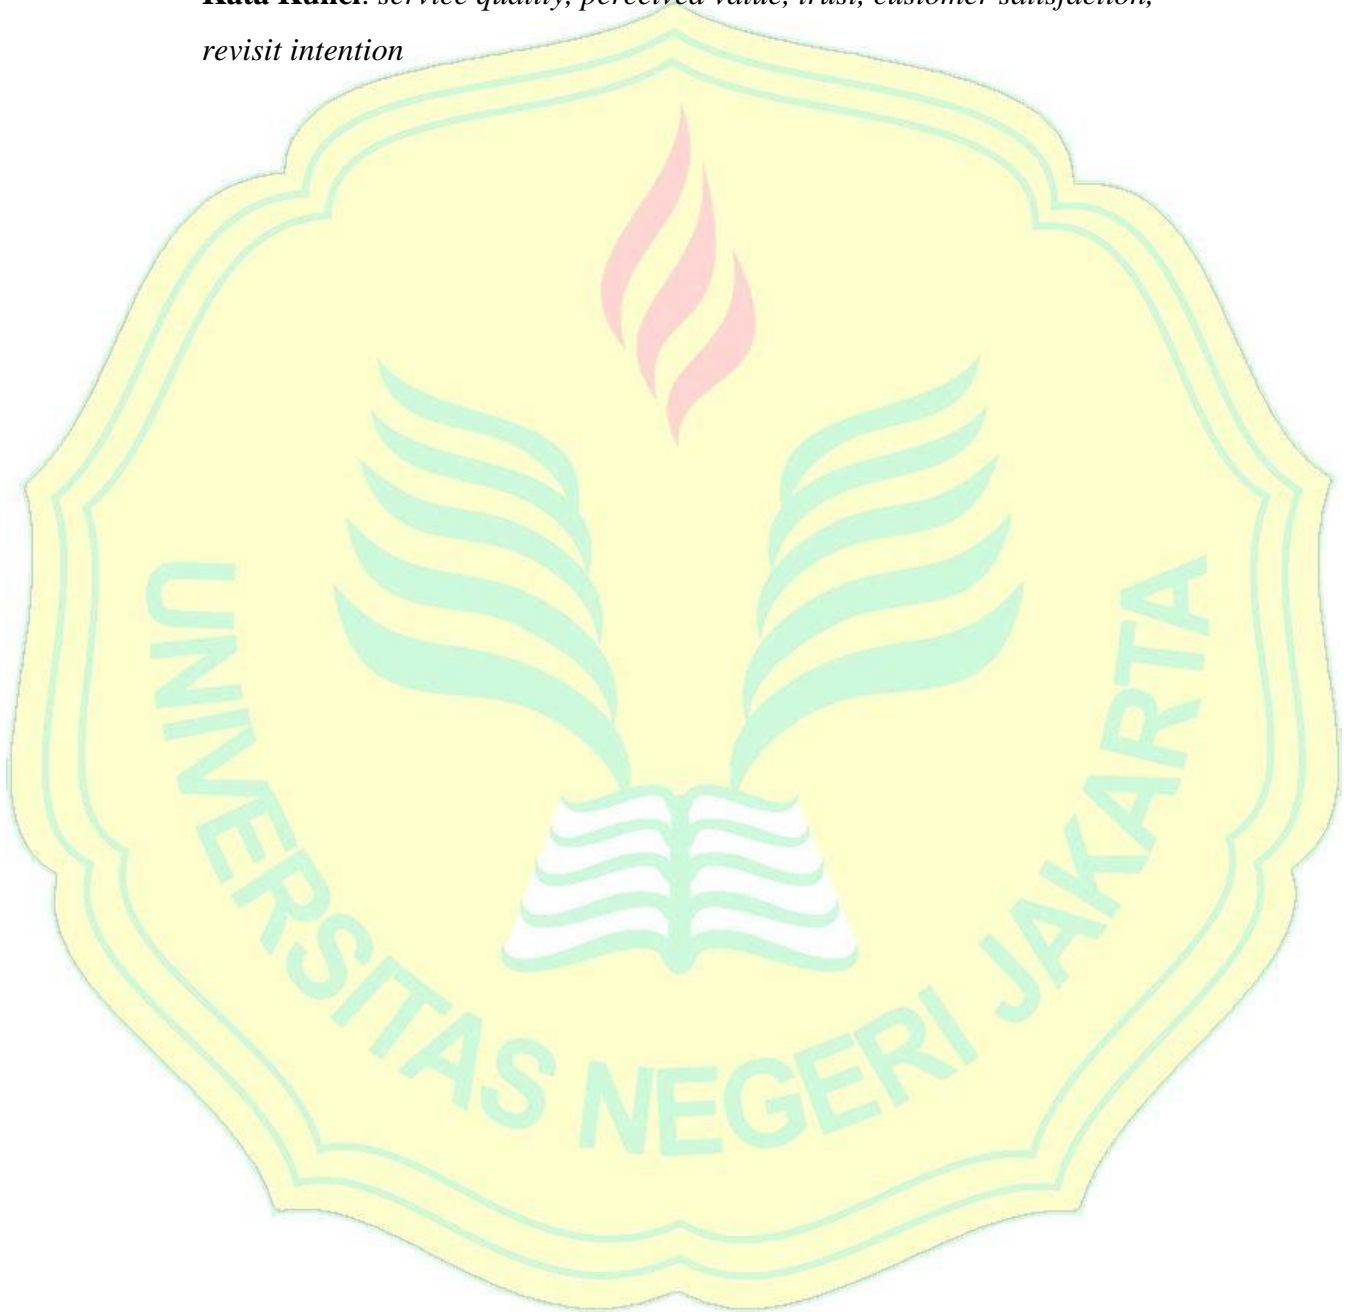 Kata Kunci: service quality, perceived value, trust, customer satisfaction,
revisit intention
UNIVERSITAS NEGERI JAKARTA